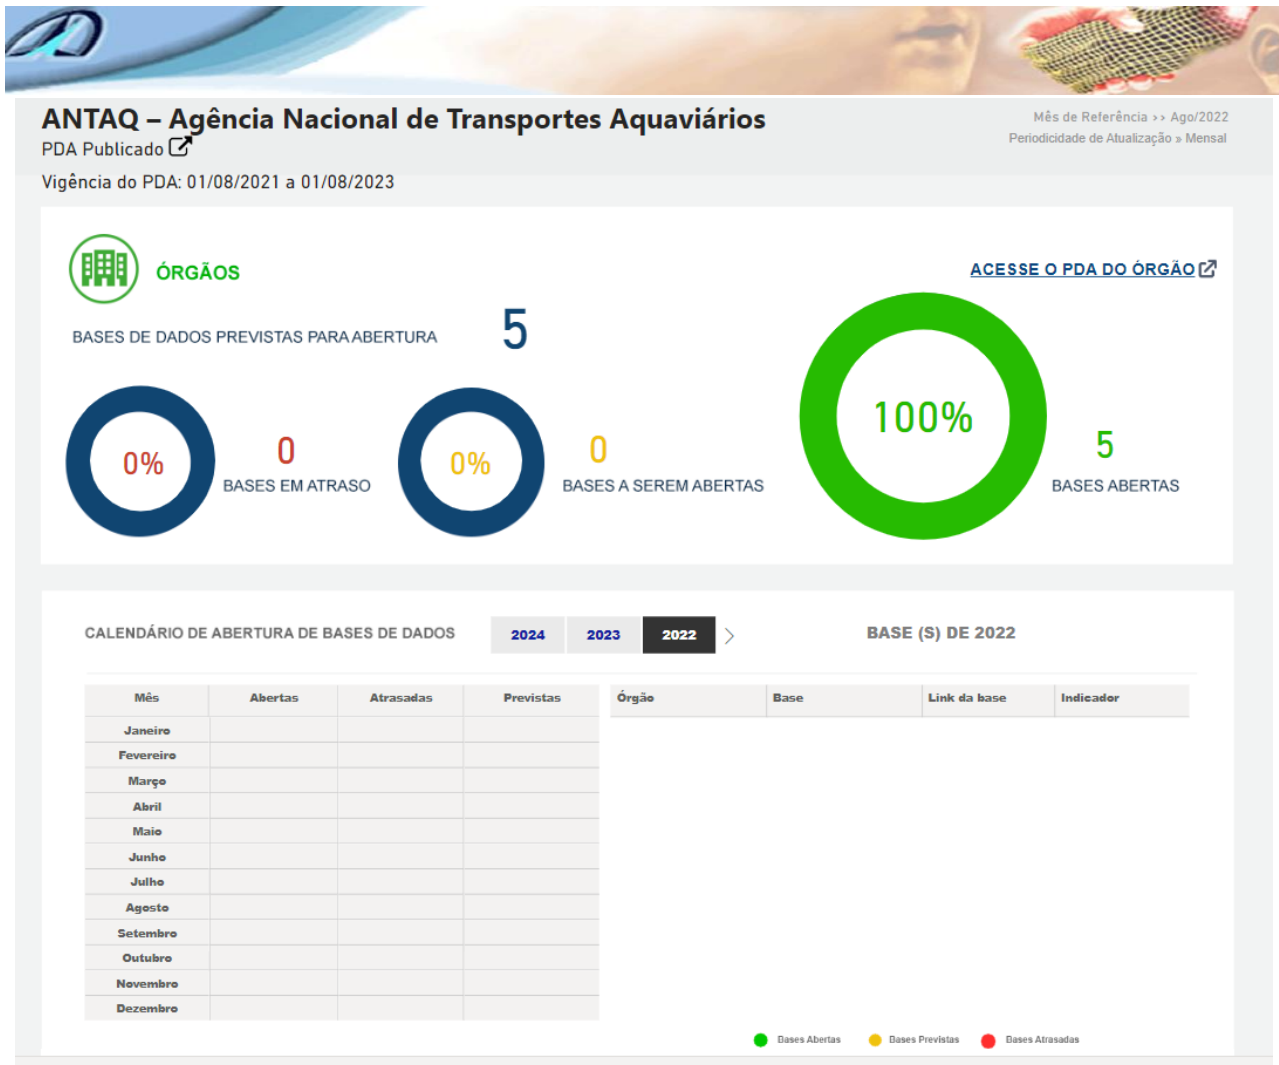 ANTAQ – Agência Nacional de Transportes Aquaviários
PDA Publicado
Vigência do PDA: 01/08/2021 a 01/08/2023
Mês de Referência >> Ago/2022
Periodicidade de Atualização » Mensal
ÓRGÃOS
ACESSE O PDA DO ÓRGÃO
BASES DE DADOS PREVISTAS PARA ABERTURA 5
0%
0
BASES EM ATRASO
0%
0
BASES A SEREM ABERTAS
100%
5
BASES ABERTAS
CALENDÁRIO DE ABERTURA DE BASES DE DADOS 2024 2023 2022 BASE (S) DE 2022
Mês Abertas Atrasadas Previstas Órgão Base Link da base Indicador
Janeiro
Fevereiro
Março
Abril
Maio
Junho
Julho
Agosto
Setembro
Outubro
Novembro
Dezembro
Bases Abertas Bases Previstas Bases Atrasadas